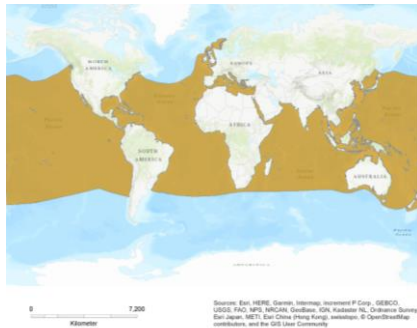 NORTH
AMERICA
EUROPE
ASIA
AFRICA
SOUTH
AMERICA
AUSTRALIA
0 7,200
Kilometer
Sources: Esri, HERE, Garmin, Intermap, increment P Corp., GEBCO,
USGS, FAO, NPS, NRCAN, GeoBase, IGN, Kadaster NL, Ordnance Survey,
Esri Japan, METI, Esri China (Hong Kong), swisstopo, © OpenStreetMap
contributors, and the GIS User Community